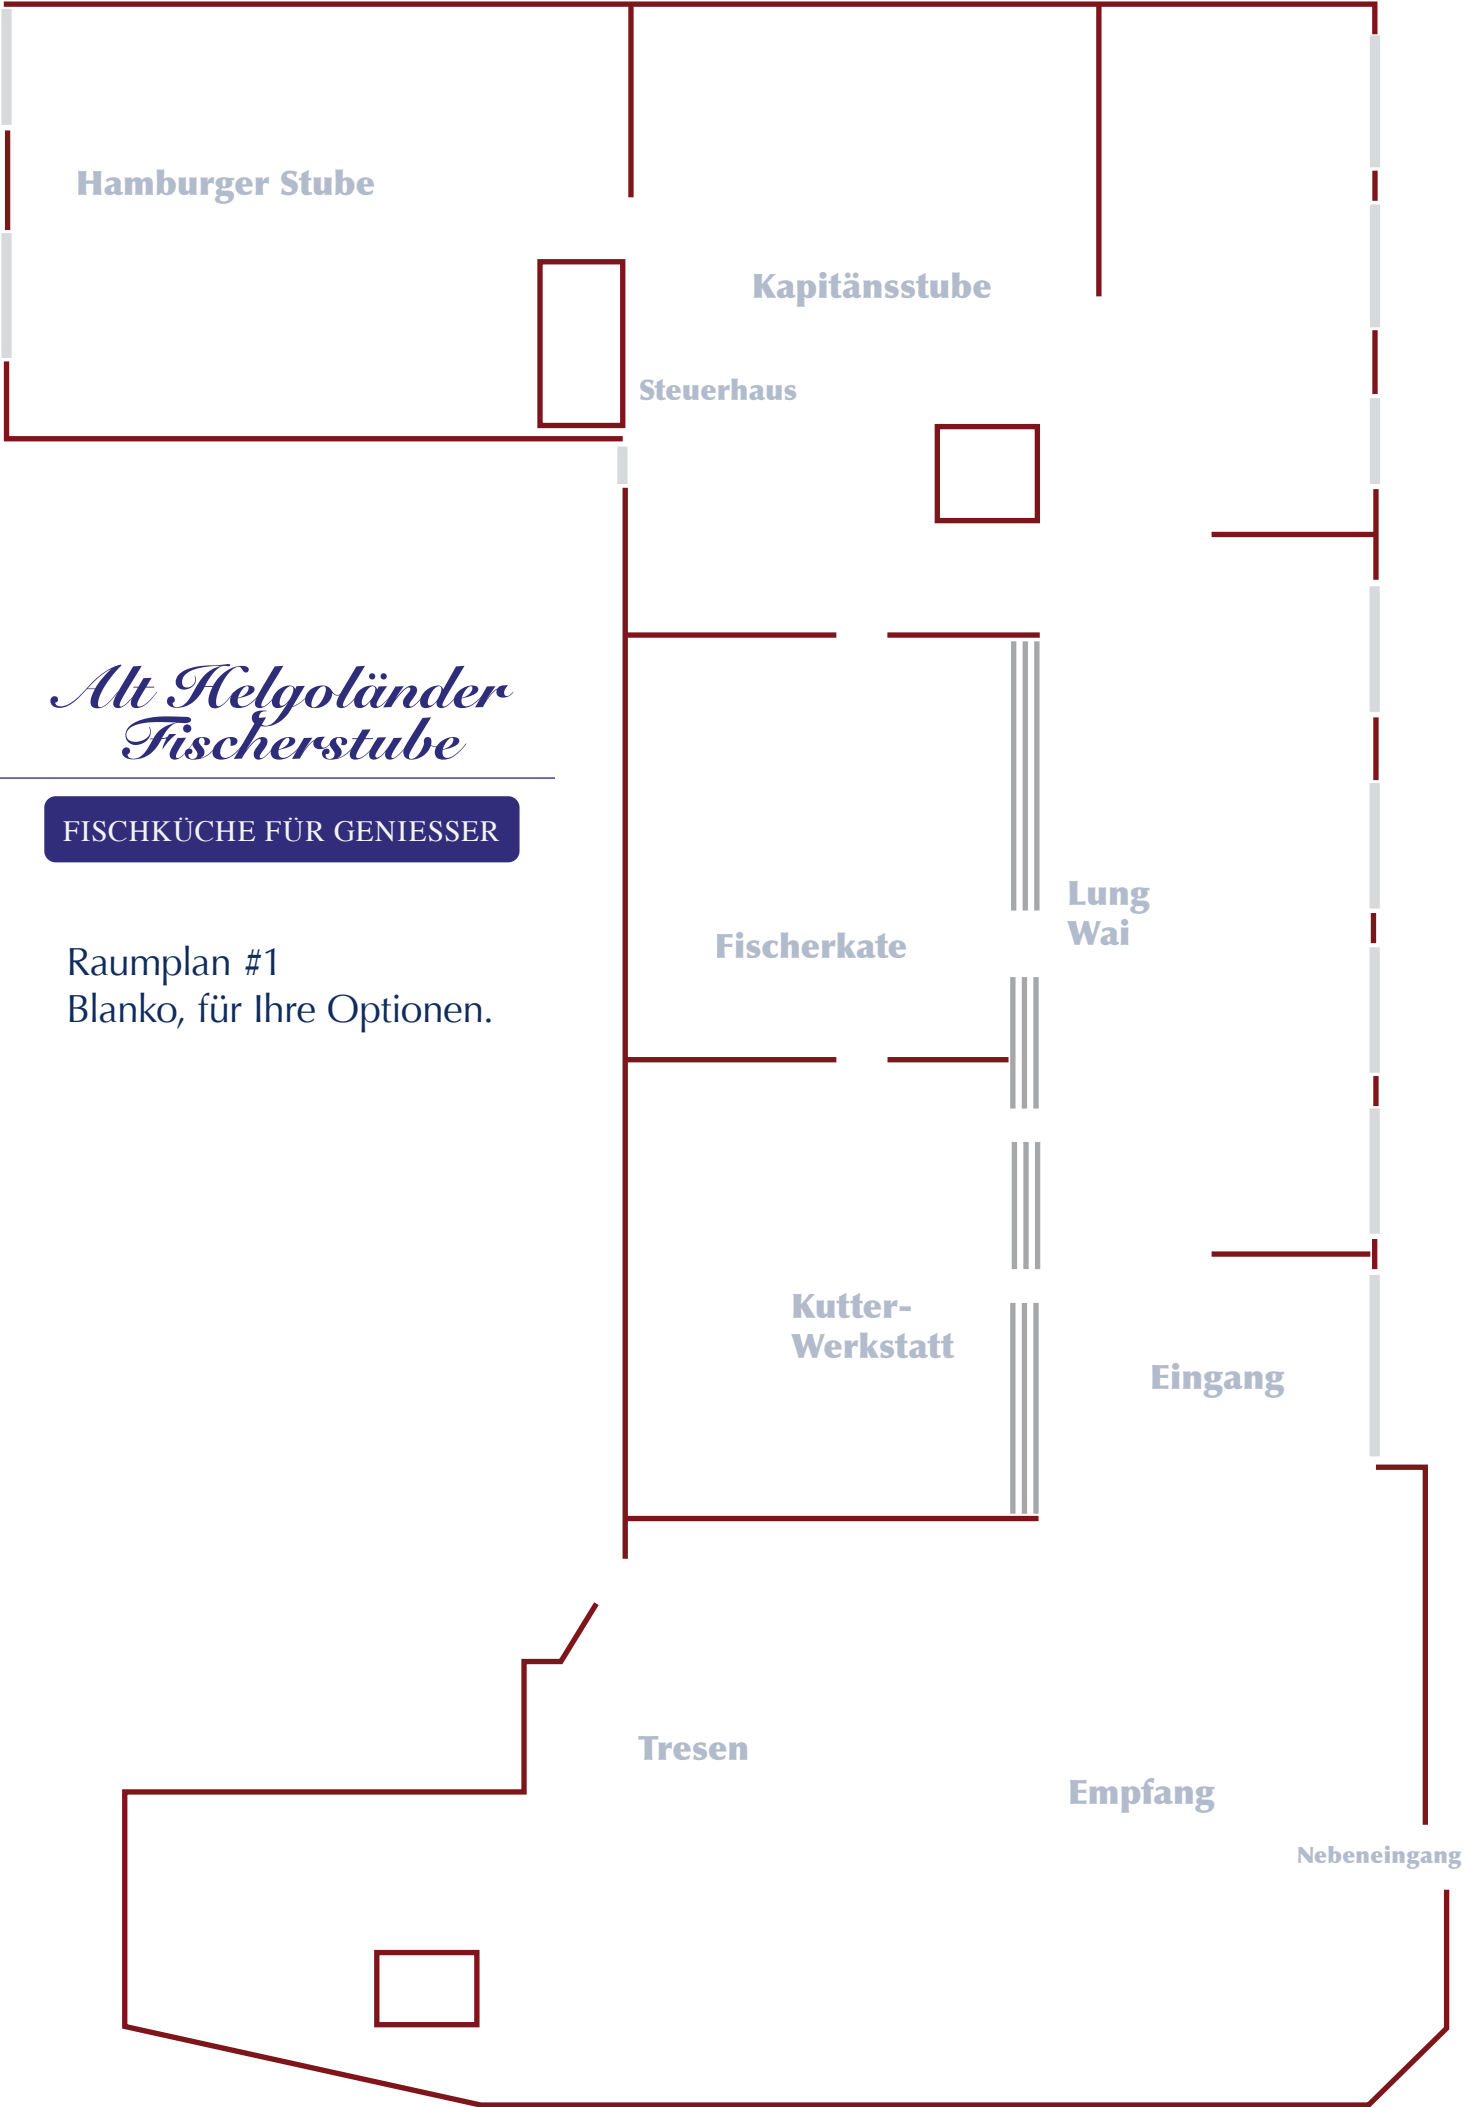 Hamburger Stube
Kapitänsstube
Steuerhaus
Alt Helgoländer
Fischerstube
FISCHKÜCHE FÜR GENIESSER
Raumplan #1
Blanko, für Ihre Optionen.
Lung
Wai
Fischerkate
Kutter-
Werkstatt
Eingang
Tresen
Empfang
Nebeneingang